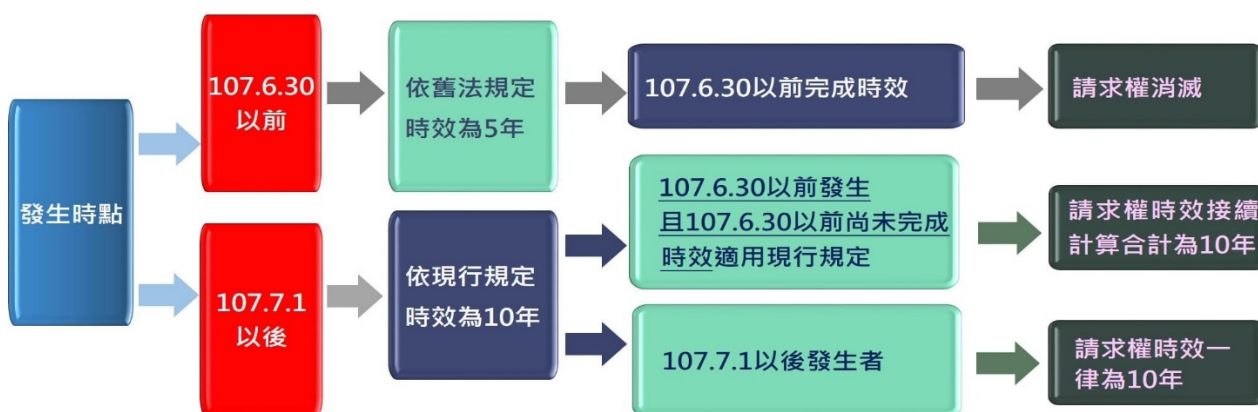 發生時點
107.6.30
以前
依舊法規定
時效為5年
107.6.30以前完成時效
請求權消滅
107.7.1
以後
依現行規定
時效為10年
107.6.30以前發生
且107.6.30以前尚未完成
時效適用現行規定
請求權時效接續
計算合計為10年
107.7.1以後發生者
請求權時效一
律為10年